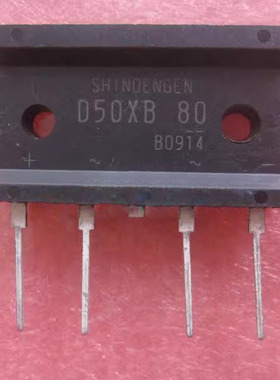 SHINDENGEN
D50XB 80
B0914
+ ~ ~ -